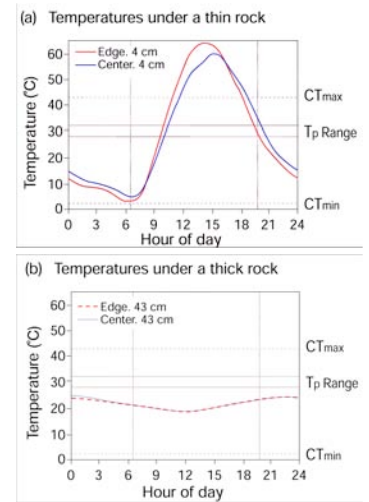 (a) Temperatures under a thin rock
60
50
40
30
20
10
0
Temperature (°C)
Edge. 4 cm
Center. 4 cm
CTmax
Tp Range
CTmin
0 3 6 9 12 15 18 21 24
Hour of day
(b) Temperatures under a thick rock
60
50
40
30
20
10
0
Temperature (°C)
Edge. 43 cm
Center. 43 cm
CTmax
Tp Range
CTmin
0 3 6 9 12 15 18 21 24
Hour of day